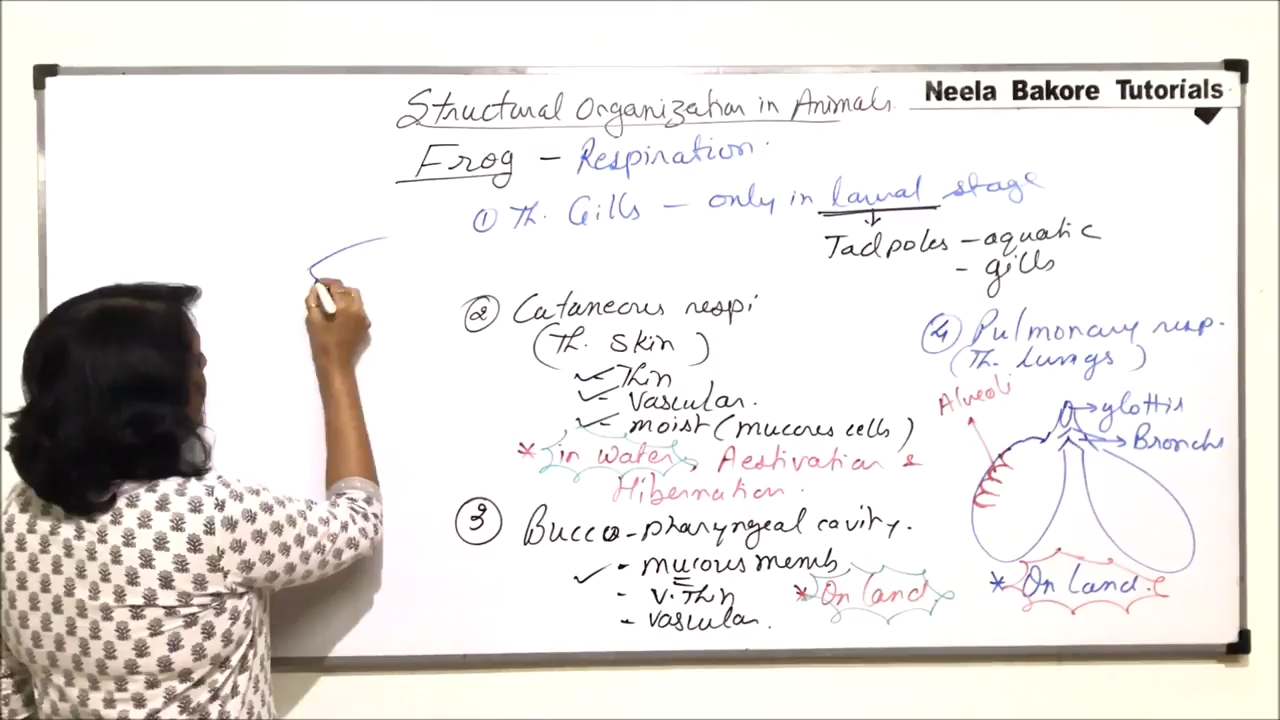 Structural Organization in Animals
Neela Bakore Tutorials
Frog - Respiration.
① Th. Gills - only in larval stage
Tadpoles - aquatic
- gills
② Cutaneous respi
(Th. skin)
Thin
- vascular.
- moist (mucous cells)
* in water, Aestivation &
Hibernation.
③ Bucco-pharyngeal cavity.
- mucous memb
- v. Thin
- vascular.
* On land
④ Pulmonary resp.
(Th. lungs)
Alveoli
glottis
Bronchi
* On Land